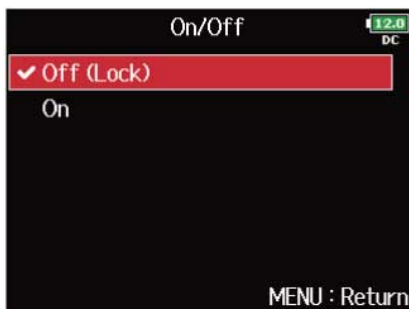 On/Off
12.0
DC
✔ Off (Lock)
On
MENU : Return